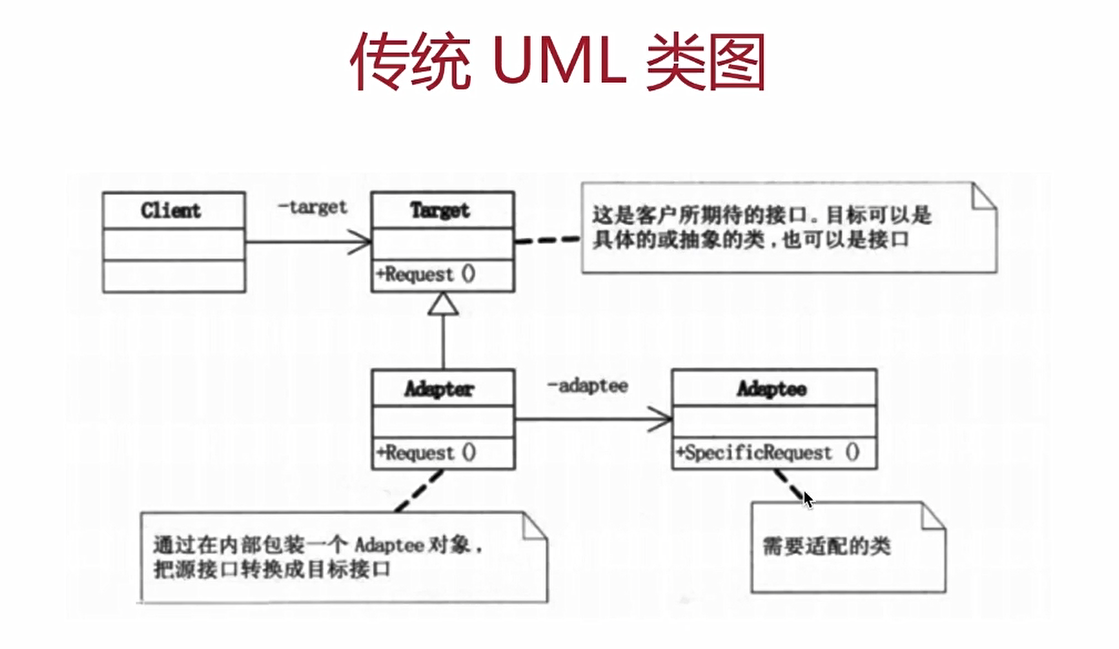 传统 UML 类图
Client
-target
Target
+Request ()
这是客户所期待的接口。目标可以是
具体的或抽象的类，也可以是接口
Adapter
+Request ()
-adaptee
Adaptee
+SpecificRequest ()
通过在内部包装一个 Adaptee 对象，
把源接口转换成目标接口
需要适配的类